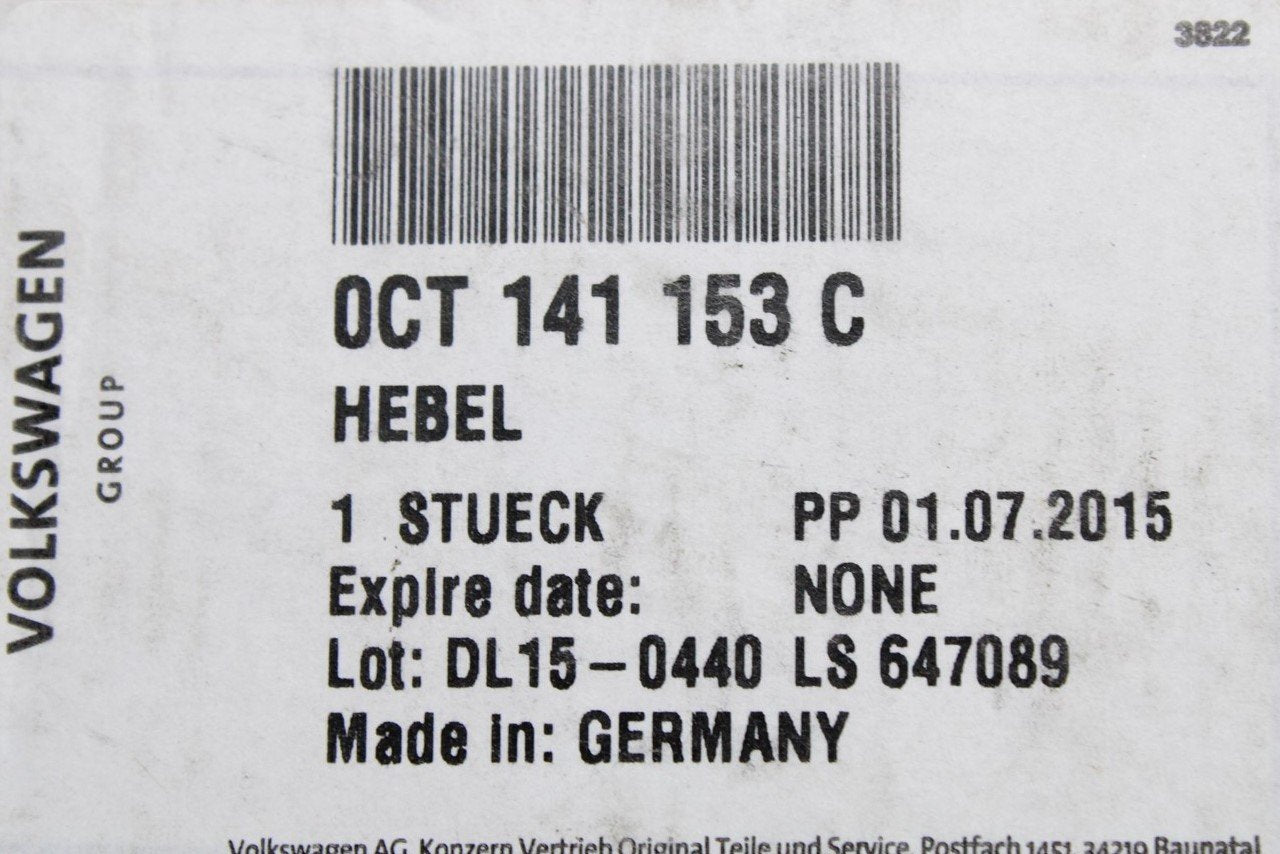 3822
VOLKSWAGEN
GROUP
0CT 141 153 C
HEBEL
1 STUECK PP 01.07.2015
Expire date: NONE
Lot: DL15-0440 LS 647089
Made in: GERMANY
Volkswagen AG, Konzern Vertrieb Original Teile und Service, Postfach 1451, 34219 Baunatal